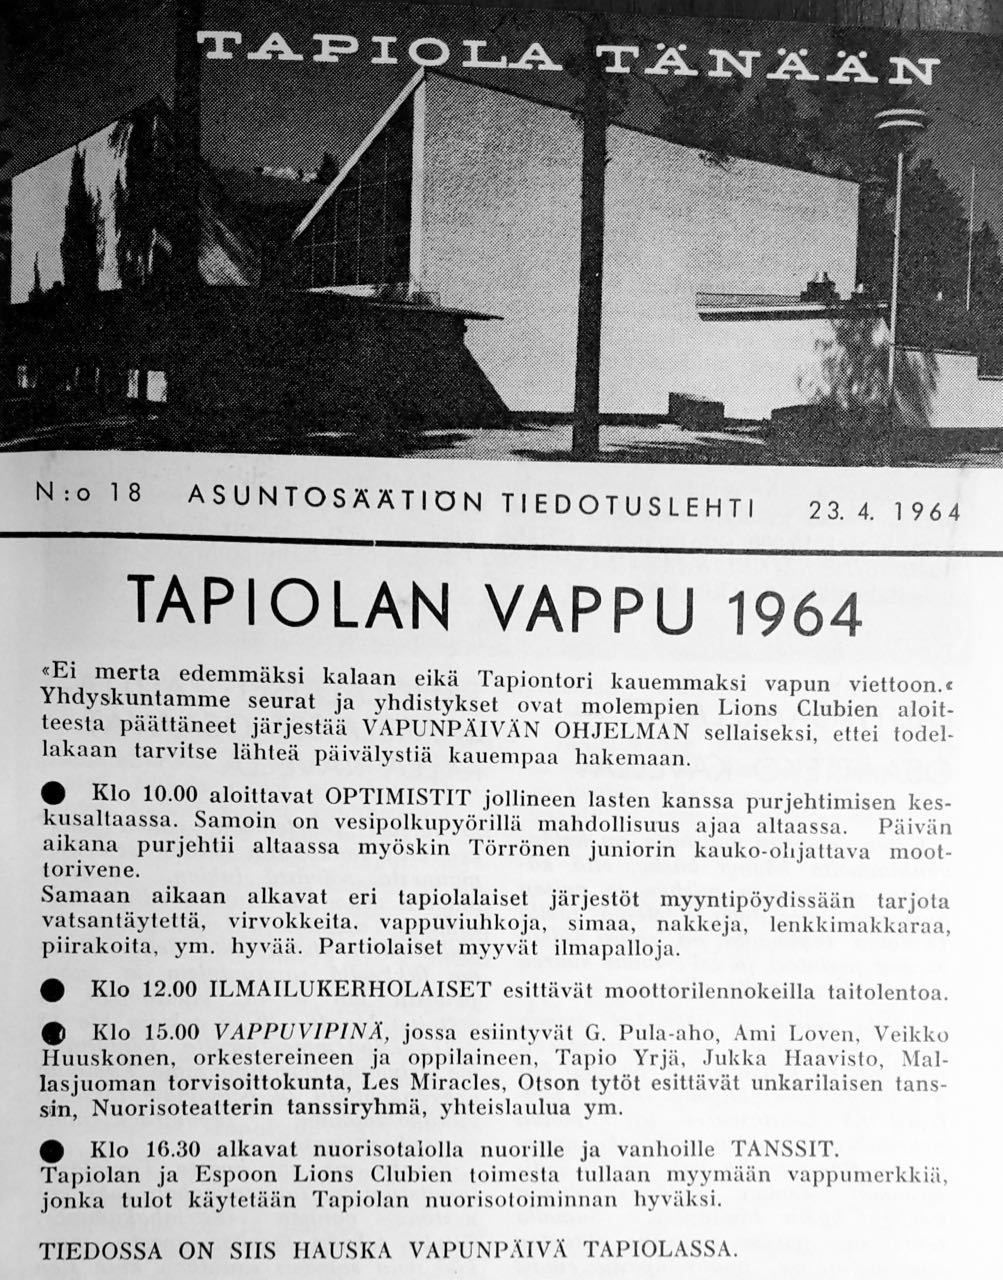 TAPIOLA TÄNÄÄN
N:o 18 ASUNTOSÄÄTIÖN TIEDOTUSLEHTI 23. 4. 1964
TAPIOLAN VAPPU 1964
«Ei merta edemmäksi kalaan eikä Tapiontori kauemmaksi vapun viettoon.«
Yhdyskuntamme seurat ja yhdistykset ovat molempien Lions Clubien aloit-
teesta päättäneet järjestää VAPUNPÄIVÄN OHJELMAN sellaiseksi, ettei todel-
lakaan tarvitse lähteä päivälystiä kauempaa hakemaan.
● Klo 10.00 aloittavat OPTIMISTIT jollineen lasten kanssa purjehtimisen kes-
kusaltaassa. Samoin on vesipolkupyörillä mahdollisuus ajaa altaassa. Päivän
aikana purjehtii altaassa myöskin Törrönen juniorin kauko-ohjattava moot-
torivene.
Samaan aikaan alkavat eri tapiolalaiset järjestöt myyntipöydissään tarjota
vatsantäytettä, virvokkeita. vappuviuhkoja, simaa, nakkeja, lenkkimakkaraa,
piirakoita, ym. hyvää. Partiolaiset myyvät ilmapalloja.
● Klo 12.00 ILMAILUKERHOLAISET esittävät moottorilennokeilla taitolentoa.
● Klo 15.00 VAPPUVIPINÄ, jossa esiintyvät G. Pula-aho, Ami Loven, Veikko
Huuskonen, orkestereineen ja oppilaineen, Tapio Yrjä, Jukka Haavisto, Mal-
lasjuoman torvisoittokunta, Les Miracles, Otson tytöt esittävät unkarilaisen tans-
sin, Nuorisoteatterin tanssiryhmä, yhteislaulua ym.
● Klo 16.30 alkavat nuorisotalolla nuorille ja vanhoille TANSSIT.
Tapiolan ja Espoon Lions Clubien toimesta tullaan myymään vappumerkkiä,
jonka tulot käytetään Tapiolan nuorisotoiminnan hyväksi.
TIEDOSSA ON SIIS HAUSKA VAPUNPÄIVÄ TAPIOLASSA.